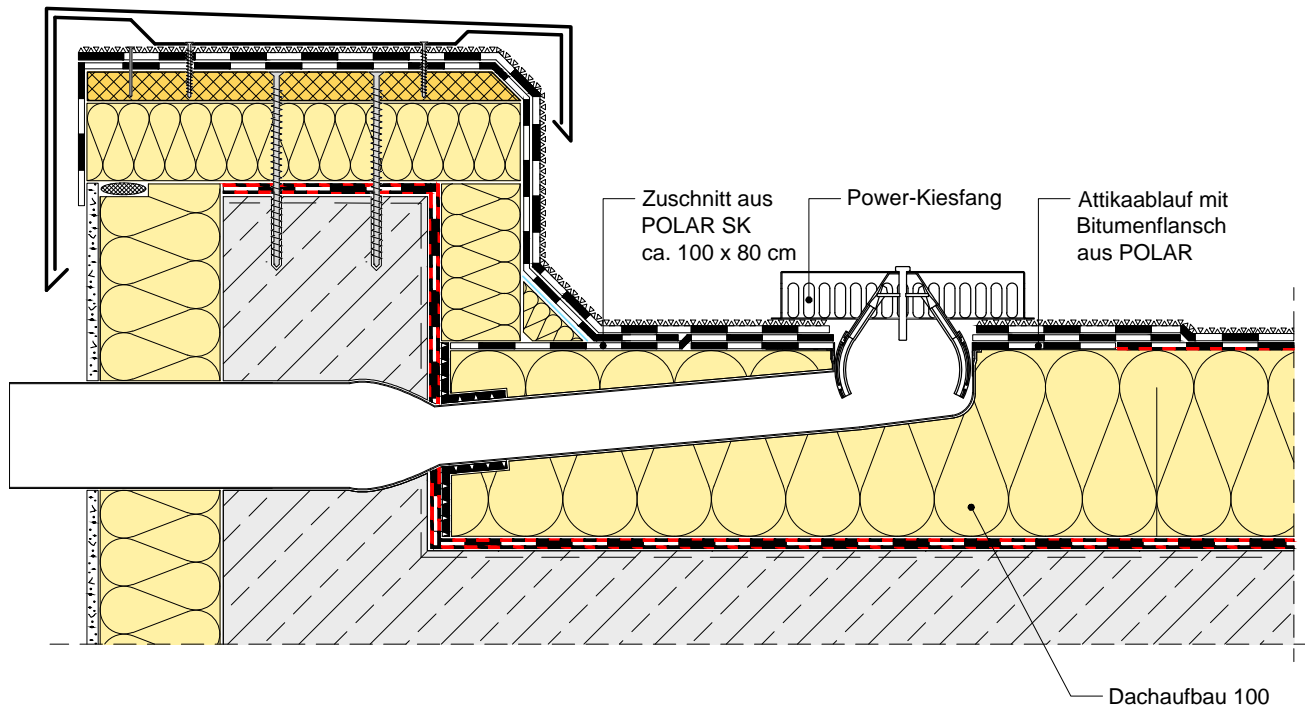 Zuschnitt aus
POLAR SK
ca. 100 x 80 cm
Power-Kiesfang
Attikaablauf mit
Bitumenflansch
aus POLAR
Dachaufbau 100